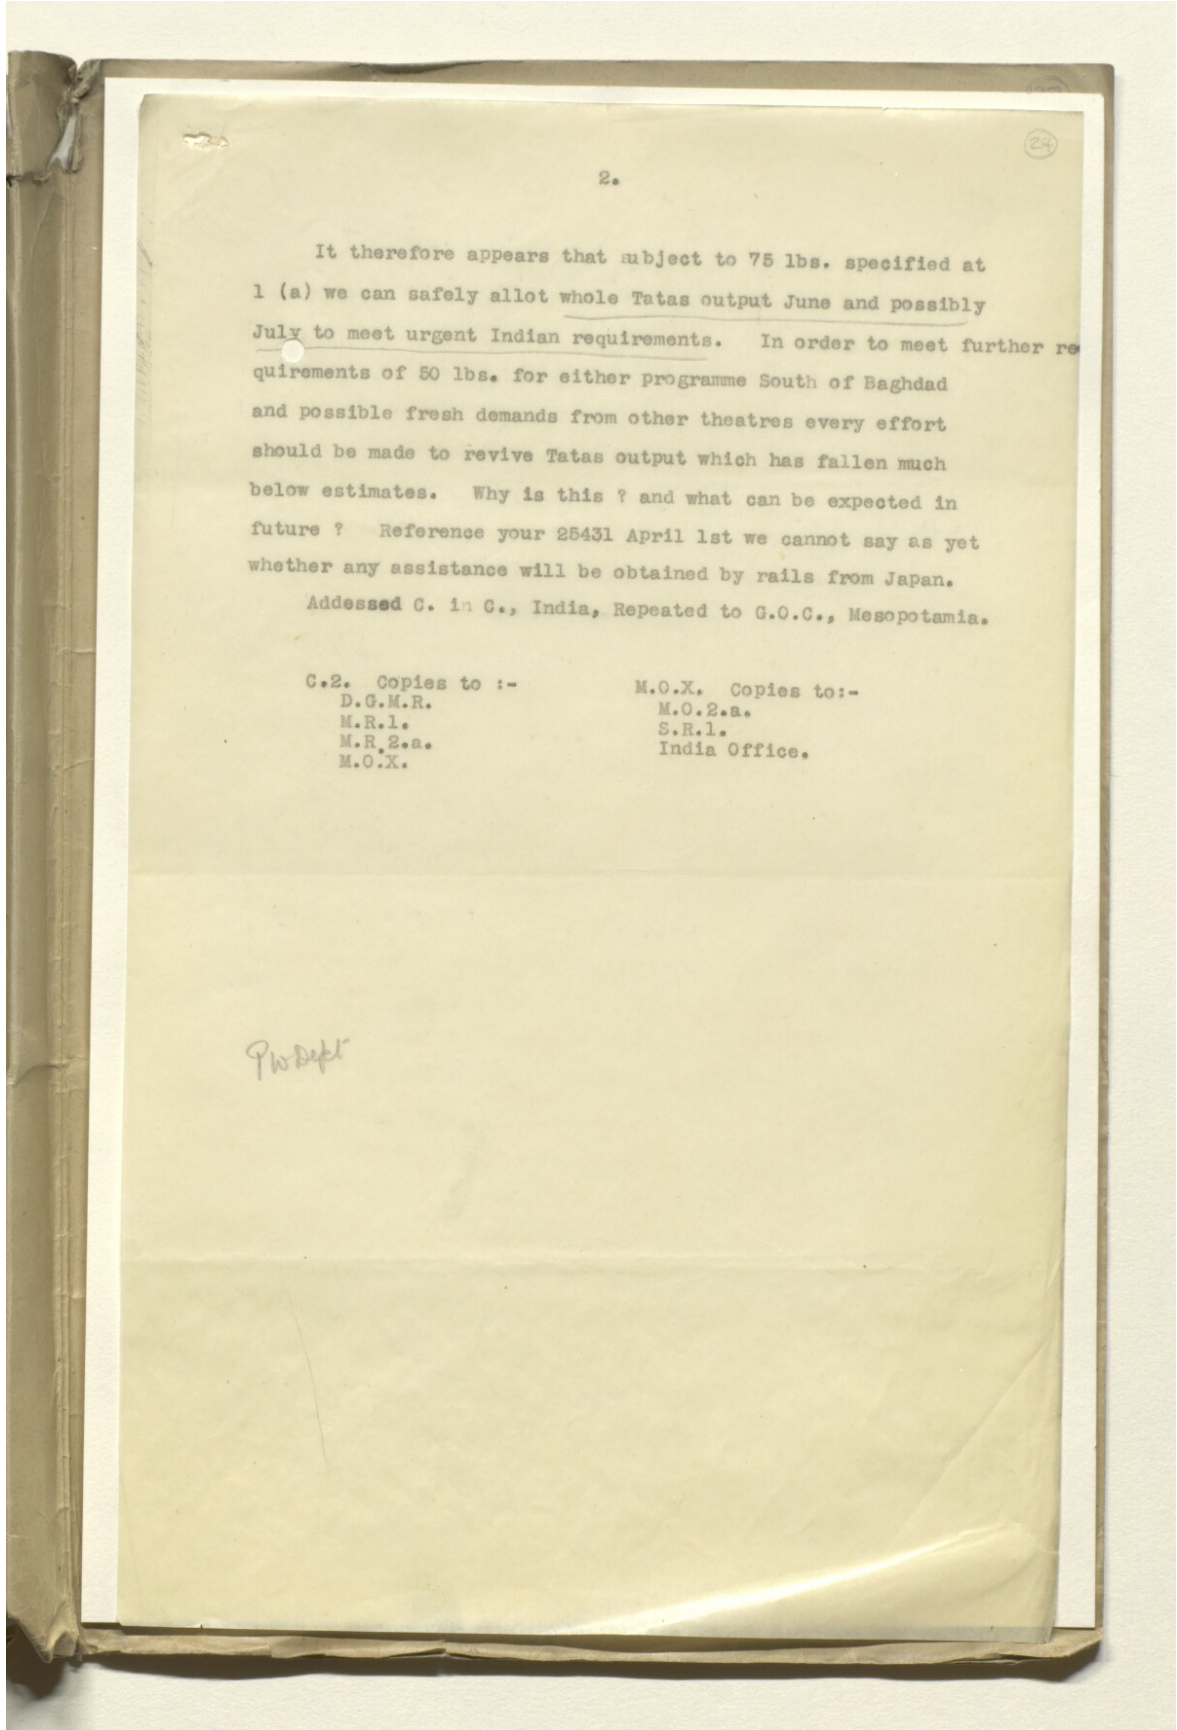 24
2.
It therefore appears that subject to 75 lbs. specified at
1 (a) we can safely allot whole Tatas output June and possibly
July to meet urgent Indian requirements. In order to meet further re
quirements of 50 lbs. for either programme South of Baghdad
and possible fresh demands from other theatres every effort
should be made to revive Tatas output which has fallen much
below estimates. Why is this ? and what can be expected in
future ? Reference your 25431 April 1st we cannot say as yet
whether any assistance will be obtained by rails from Japan.
Addessed C. in C., India, Repeated to G.O.C., Mesopotamia.
C.2. Copies to :-
D.G.M.R.
M.R.1.
M.R.2.a.
M.O.X.
M.O.X. Copies to:-
M.O.2.a.
S.R.1.
India Office.
PW Dept